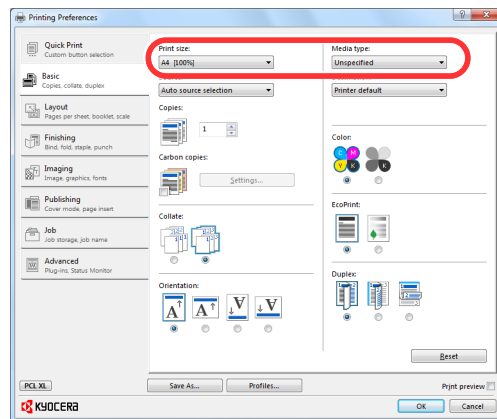 Printing Preferences
Quick Print
Custom button selection
Basic
Copies, collate, duplex
Layout
Pages per sheet, booklet, scale
Finishing
Bind, fold, staple, punch
Imaging
Image, graphics, fonts
Publishing
Cover mode, page insert
Job
Job storage, job name
Advanced
Plug-ins, Status Monitor
Print size:
A4 [100%]
Auto source selection
Copies:
1
Carbon copies:
Settings...
Collate:
Orientation:
Media type:
Unspecified
Printer default
Color:
C M
Y K K
EcoPrint:
Duplex:
Reset
PCL XL
Save As...
Profiles...
Print preview
KYOCERA
OK
Cancel